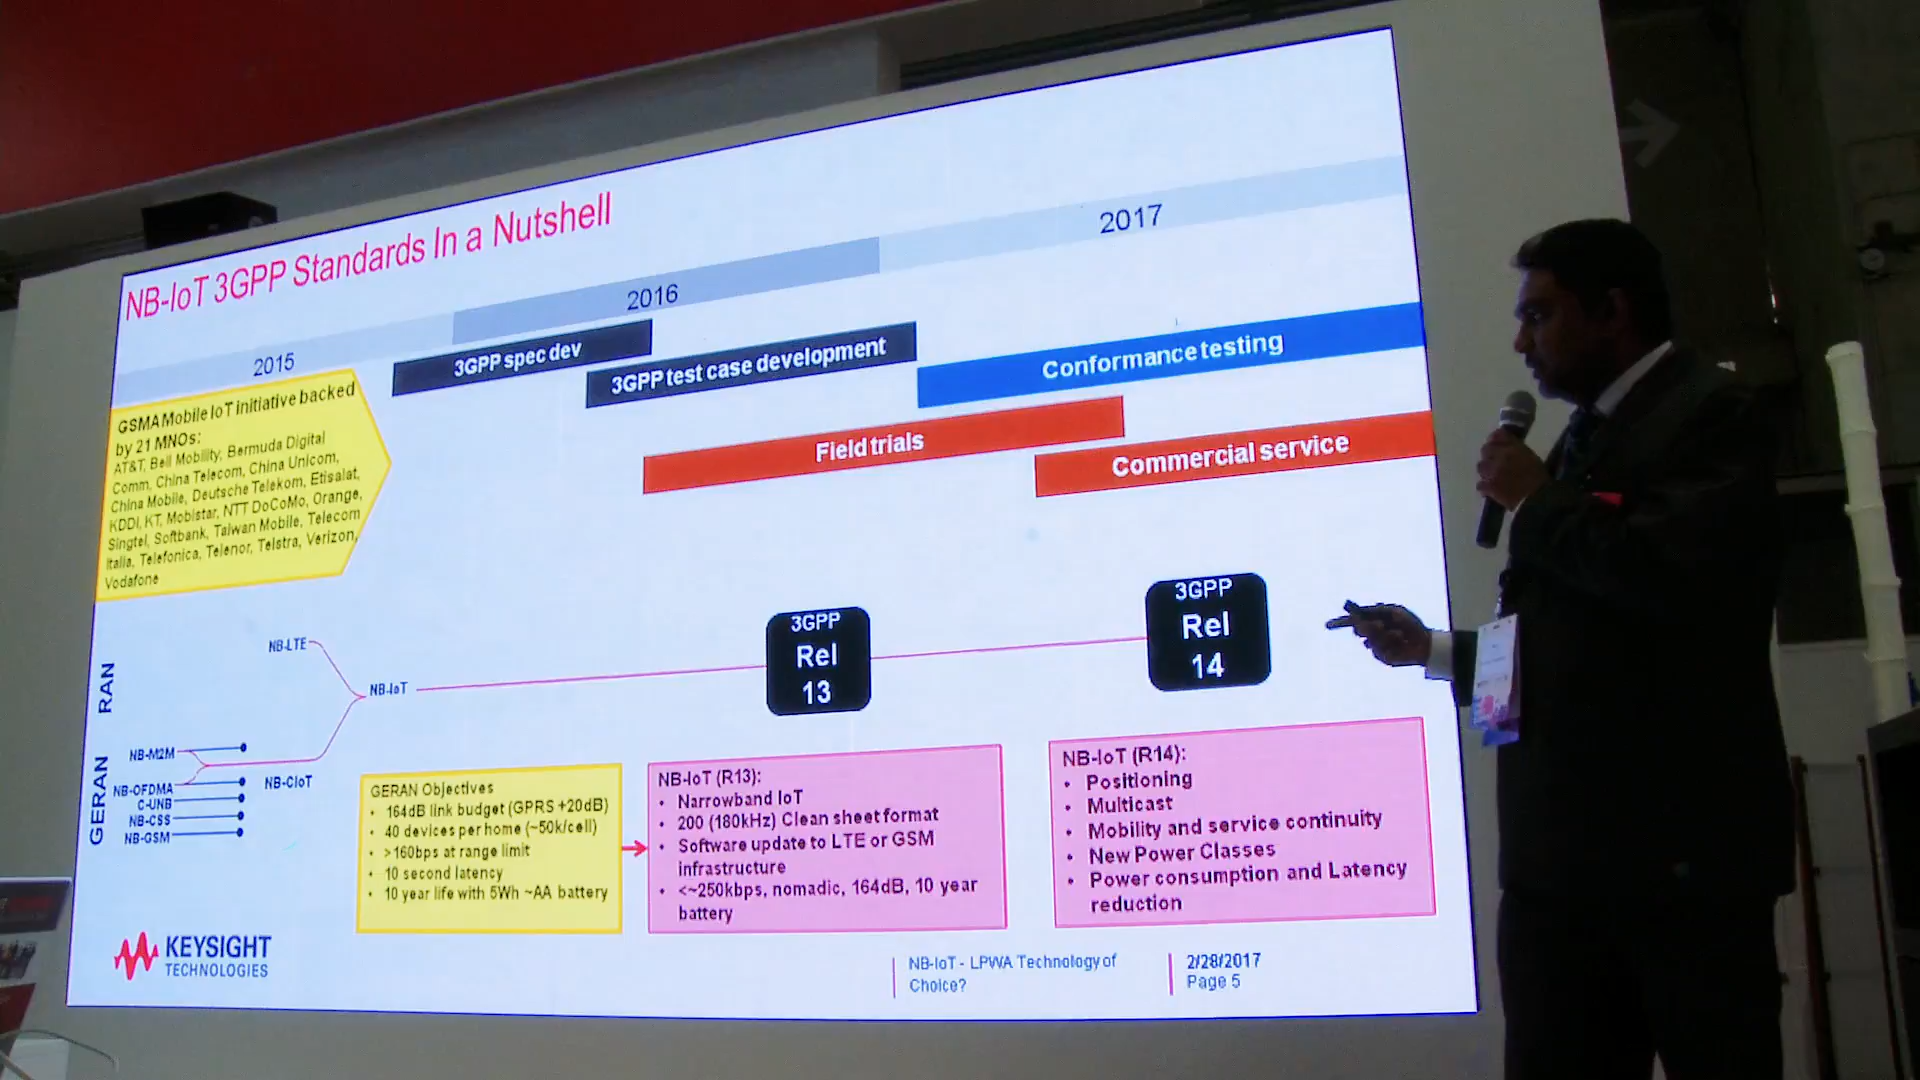 NB-IoT 3GPP Standards In a Nutshell
2015
2016
2017
3GPP spec dev
3GPP test case development
Conformance testing
Field trials
Commercial service
GSMA Mobile IoT initiative backed
by 21 MNOs:
AT&T, Bell Mobility, Bermuda Digital
Comm, China Telecom, China Unicom,
China Mobile, Deutsche Telekom, Etisalat,
KDDI, KT, Mobistar, NTT DoCoMo, Orange,
Singtel, Softbank, Taiwan Mobile, Telecom
Italia, Telefonica, Telenor, Telstra, Verizon,
Vodafone
RAN
NB-LTE
NB-IoT
3GPP
Rel
13
3GPP
Rel
14
GERAN
NB-M2M
NB-OFDMA
C-UNB
NB-CSS
NB-GSM
NB-CIoT
GERAN Objectives
• 164dB link budget (GPRS +20dB)
• 40 devices per home (~50k/cell)
• >160bps at range limit
• 10 second latency
• 10 year life with 5Wh ~AA battery
NB-IoT (R13):
• Narrowband IoT
• 200 (180kHz) Clean sheet format
• Software update to LTE or GSM
infrastructure
• <~250kbps, nomadic, 164dB, 10 year
battery
NB-IoT (R14):
• Positioning
• Multicast
• Mobility and service continuity
• New Power Classes
• Power consumption and Latency
reduction
KEYSIGHT
TECHNOLOGIES
NB-IoT - LPWA Technology of
Choice?
2/28/2017
Page 5